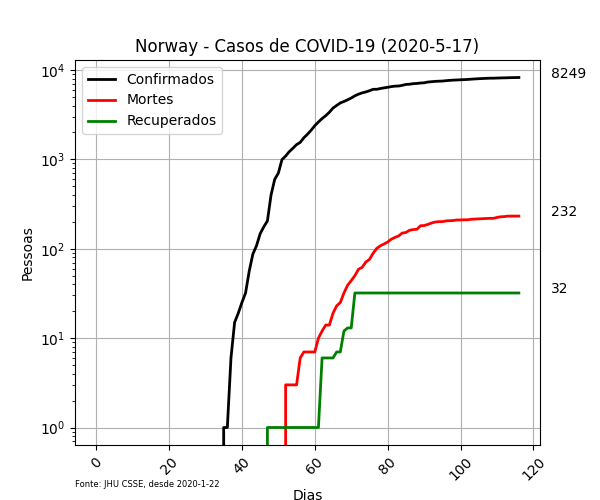 Norway - Casos de COVID-19 (2020-5-17)
Confirmados
Mortes
Recuperados
8249
232
32
Pessoas
10^4
10^3
10^2
10^1
10^0
0 20 40 60 80 100 120
Fonte: JHU CSSE, desde 2020-1-22
Dias